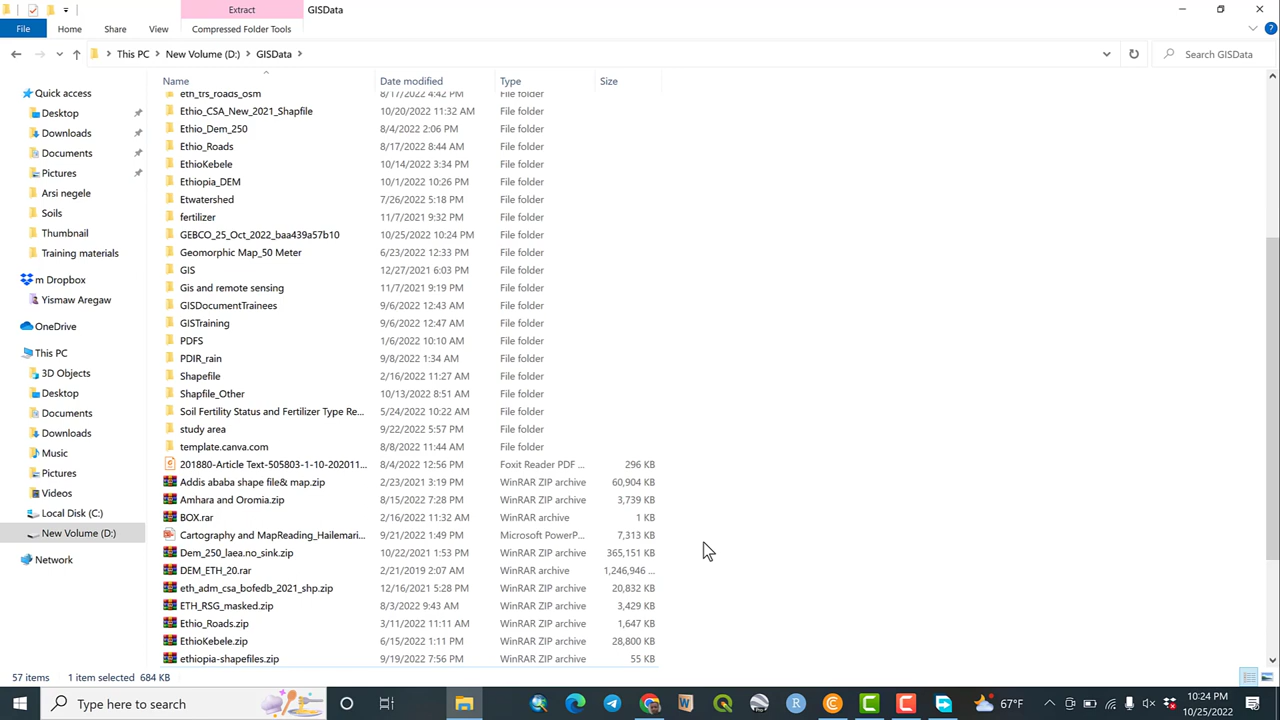 Extract GISData
File Home Share View Compressed Folder Tools
This PC New Volume (D:) GISData Search GISData
Name Date modified Type Size
Quick access
Desktop
Downloads
Documents
Pictures
Arsi negele
Soils
Thumbnail
Training materials
m Dropbox
Yismaw Aregaw
OneDrive
This PC
3D Objects
Desktop
Documents
Downloads
Music
Pictures
Videos
Local Disk (C:)
New Volume (D:)
Network
eth_trs_roads_osm 8/17/2022 4:42 PM File folder
Ethio_CSA_New_2021_Shapfile 10/20/2022 11:32 AM File folder
Ethio_Dem_250 8/4/2022 2:06 PM File folder
Ethio_Roads 8/17/2022 8:44 AM File folder
EthioKebele 10/14/2022 3:34 PM File folder
Ethiopia_DEM 10/1/2022 10:26 PM File folder
Etwatershed 7/26/2022 5:18 PM File folder
fertilizer 11/7/2021 9:32 PM File folder
GEBCO_25_Oct_2022_baa439a57b10 10/25/2022 10:24 PM File folder
Geomorphic Map_50 Meter 6/23/2022 12:33 PM File folder
GIS 12/27/2021 6:03 PM File folder
Gis and remote sensing 11/7/2021 9:19 PM File folder
GISDocumentTrainees 9/6/2022 12:43 AM File folder
GISTraining 9/6/2022 12:47 AM File folder
PDFS 1/6/2022 10:10 AM File folder
PDIR_rain 9/8/2022 1:34 AM File folder
Shapefile 2/16/2022 11:27 AM File folder
Shapfile_Other 10/13/2022 8:51 AM File folder
Soil Fertility Status and Fertilizer Type Re... 5/24/2022 10:22 AM File folder
study area 9/22/2022 5:57 PM File folder
template.canva.com 8/8/2022 11:44 AM File folder
201880-Article Text-505803-1-10-202011... 8/4/2022 12:56 PM Foxit Reader PDF ... 296 KB
Addis ababa shape file& map.zip 2/23/2021 3:19 PM WinRAR ZIP archive 60,904 KB
Amhara and Oromia.zip 8/15/2022 7:28 PM WinRAR ZIP archive 3,739 KB
BOX.rar 2/16/2022 11:32 AM WinRAR archive 1 KB
Cartography and MapReading_Hailemari... 9/21/2022 1:49 PM Microsoft PowerP... 7,313 KB
Dem_250_laea.no_sink.zip 10/22/2021 1:53 PM WinRAR ZIP archive 365,151 KB
DEM_ETH_20.rar 2/21/2019 2:07 AM WinRAR archive 1,246,946 ...
eth_adm_csa_bofedb_2021_shp.zip 12/16/2021 5:28 PM WinRAR ZIP archive 20,832 KB
ETH_RSG_masked.zip 8/3/2022 9:43 AM WinRAR ZIP archive 3,429 KB
Ethio_Roads.zip 3/11/2022 11:11 AM WinRAR ZIP archive 1,647 KB
EthioKebele.zip 6/15/2022 1:11 PM WinRAR ZIP archive 28,800 KB
ethiopia-shapefiles.zip 9/19/2022 7:56 PM WinRAR ZIP archive 55 KB
57 items 1 item selected 684 KB
Type here to search 67°F 10:24 PM
10/25/2022